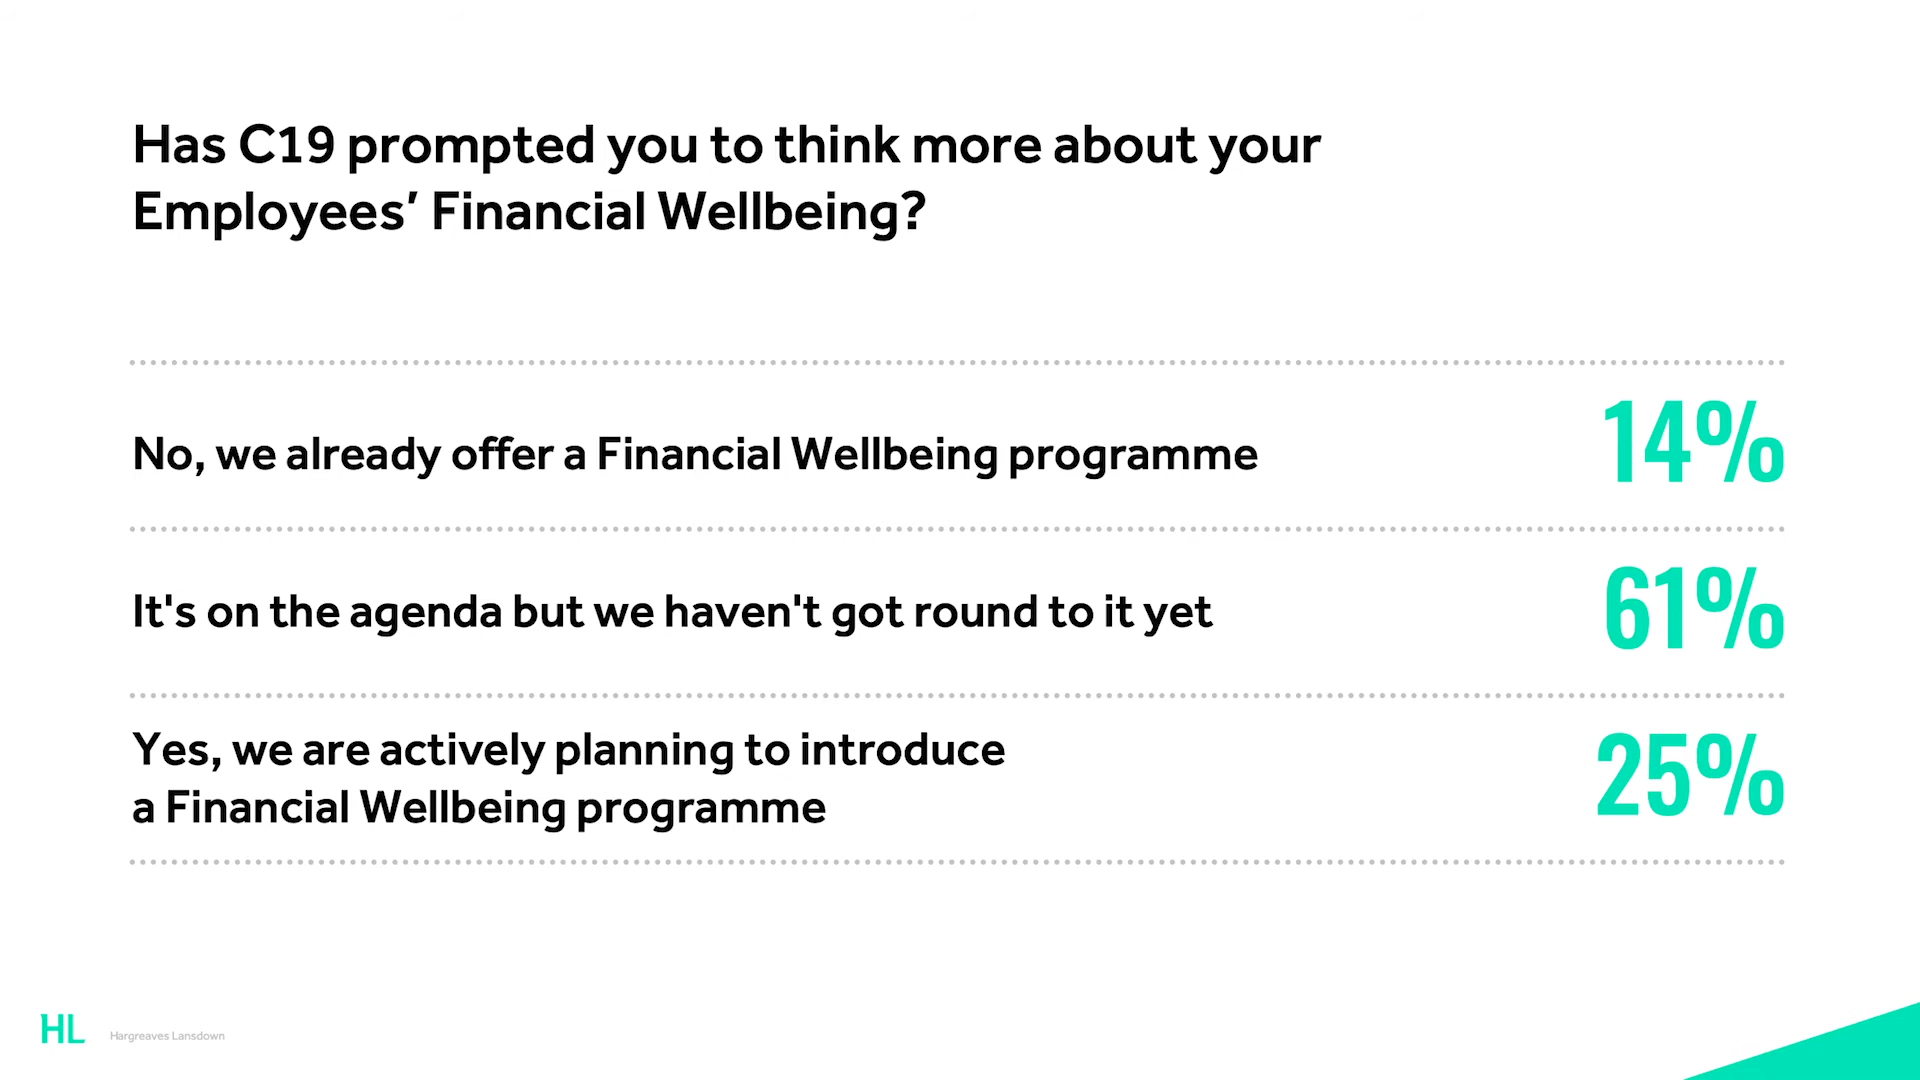 Has C19 prompted you to think more about your
Employees’ Financial Wellbeing?
No, we already offer a Financial Wellbeing programme
14%
It's on the agenda but we haven't got round to it yet
61%
Yes, we are actively planning to introduce
a Financial Wellbeing programme
25%
HL
Hargreaves Lansdown